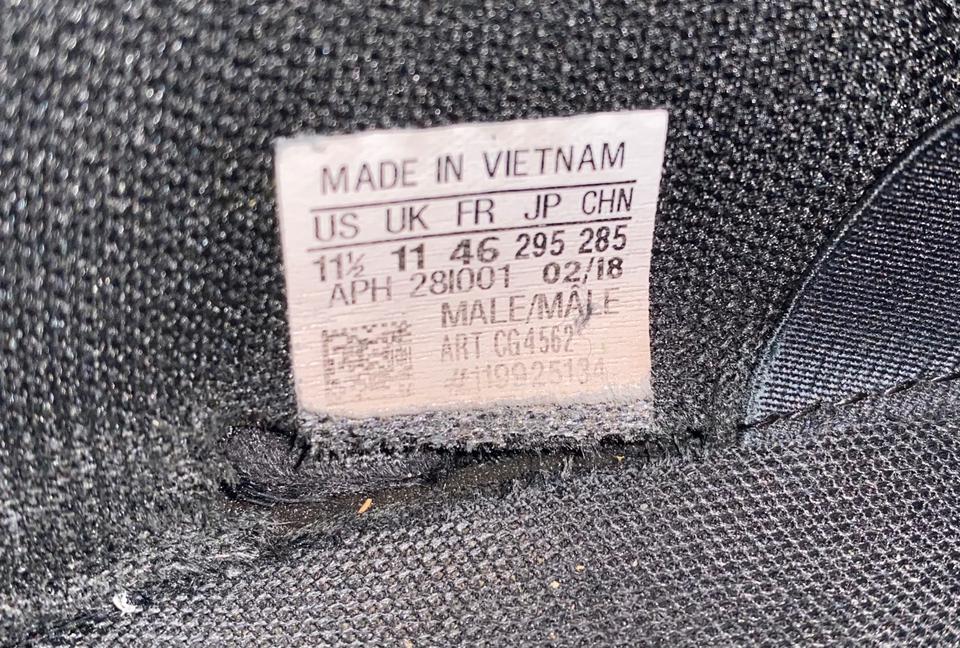 MADE IN VIETNAM
US UK FR JP CHN
11½ 11 46 295 285
APH 28I001 02/18
MALE/MÂLE
ART CG4562
#119925134